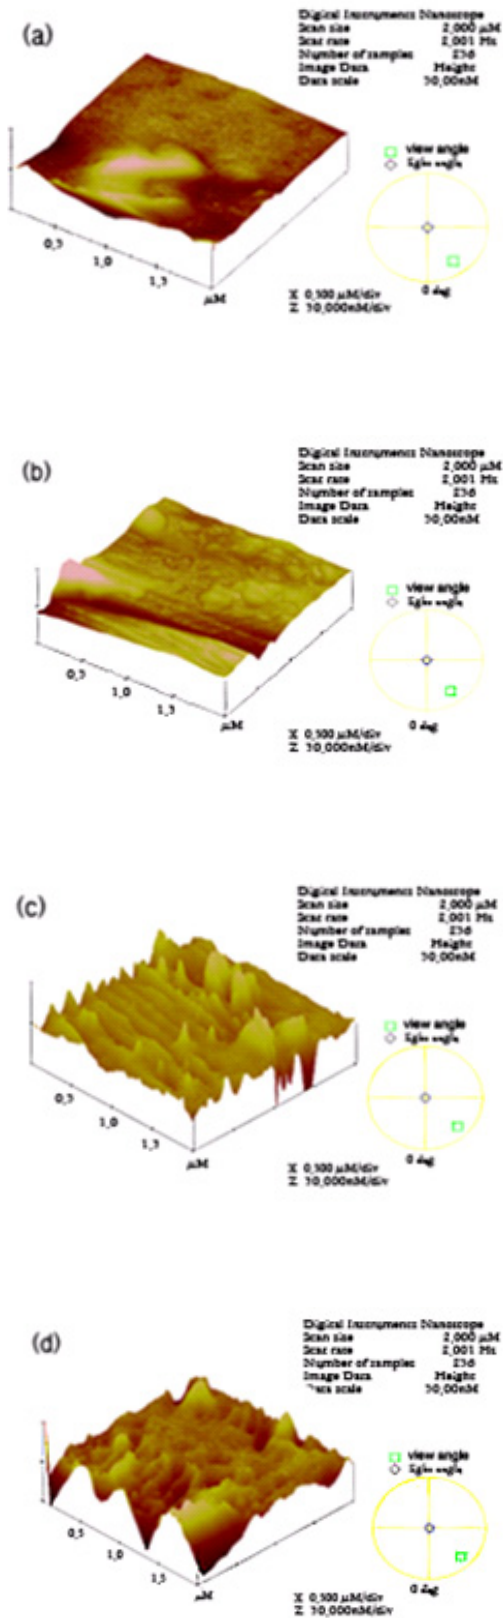 (a)
Digital Instruments Nanoscope
Scan size 2,000 µM
Scan rate 2,001 Hz
Number of samples 256
Image Data Height
Data scale 50,00nM
view angle
light angle
0,5
1,0
1,5
µM
0 deg
X 0,500 µM/div
Z 50,000nM/div
(b)
Digital Instruments Nanoscope
Scan size 2,000 µM
Scan rate 2,001 Hz
Number of samples 256
Image Data Height
Data scale 50,00nM
view angle
light angle
0,5
1,0
1,5
µM
0 deg
X 0,500 µM/div
Z 50,000nM/div
(c)
Digital Instruments Nanoscope
Scan size 2,000 µM
Scan rate 2,001 Hz
Number of samples 256
Image Data Height
Data scale 50,00nM
view angle
light angle
0,5
1,0
1,5
µM
0 deg
X 0,500 µM/div
Z 50,000nM/div
(d)
Digital Instruments Nanoscope
Scan size 2,000 µM
Scan rate 2,001 Hz
Number of samples 256
Image Data Height
Data scale 50,00nM
view angle
light angle
0,5
1,0
1,5
µM
0 deg
X 0,500 µM/div
Z 50,000nM/div